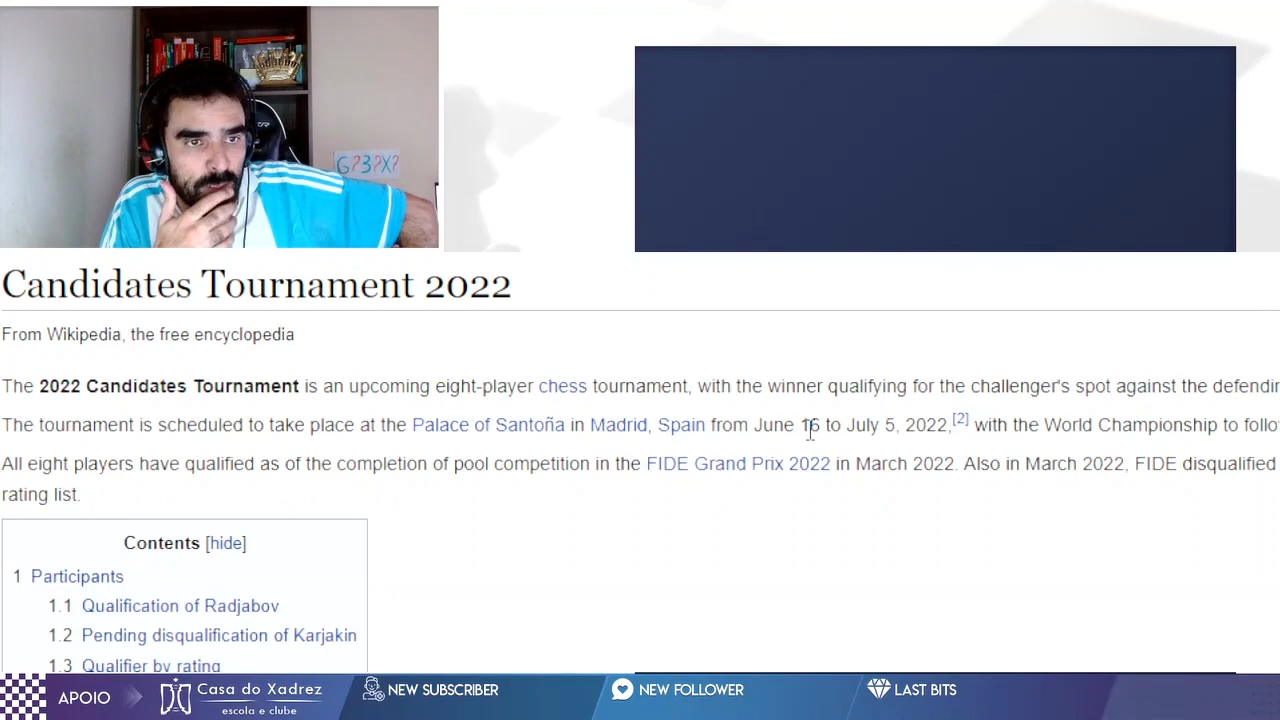 G?3?X?
Candidates Tournament 2022
From Wikipedia, the free encyclopedia
The 2022 Candidates Tournament is an upcoming eight-player chess tournament, with the winner qualifying for the challenger's spot against the
The tournament is scheduled to take place at the Palace of Santoña in Madrid, Spain from June 16 to July 5, 2022,[2] with the World Championship to
All eight players have qualified as of the completion of pool competition in the FIDE Grand Prix 2022 in March 2022. Also in March 2022, FIDE disqualified
rating list.
Contents [hide]
1 Participants
1.1 Qualification of Radjabov
1.2 Pending disqualification of Karjakin
1.3 Qualifier by rating
APOIO
Casa do Xadrez
escola e clube
NEW SUBSCRIBER
NEW FOLLOWER
LAST BITS